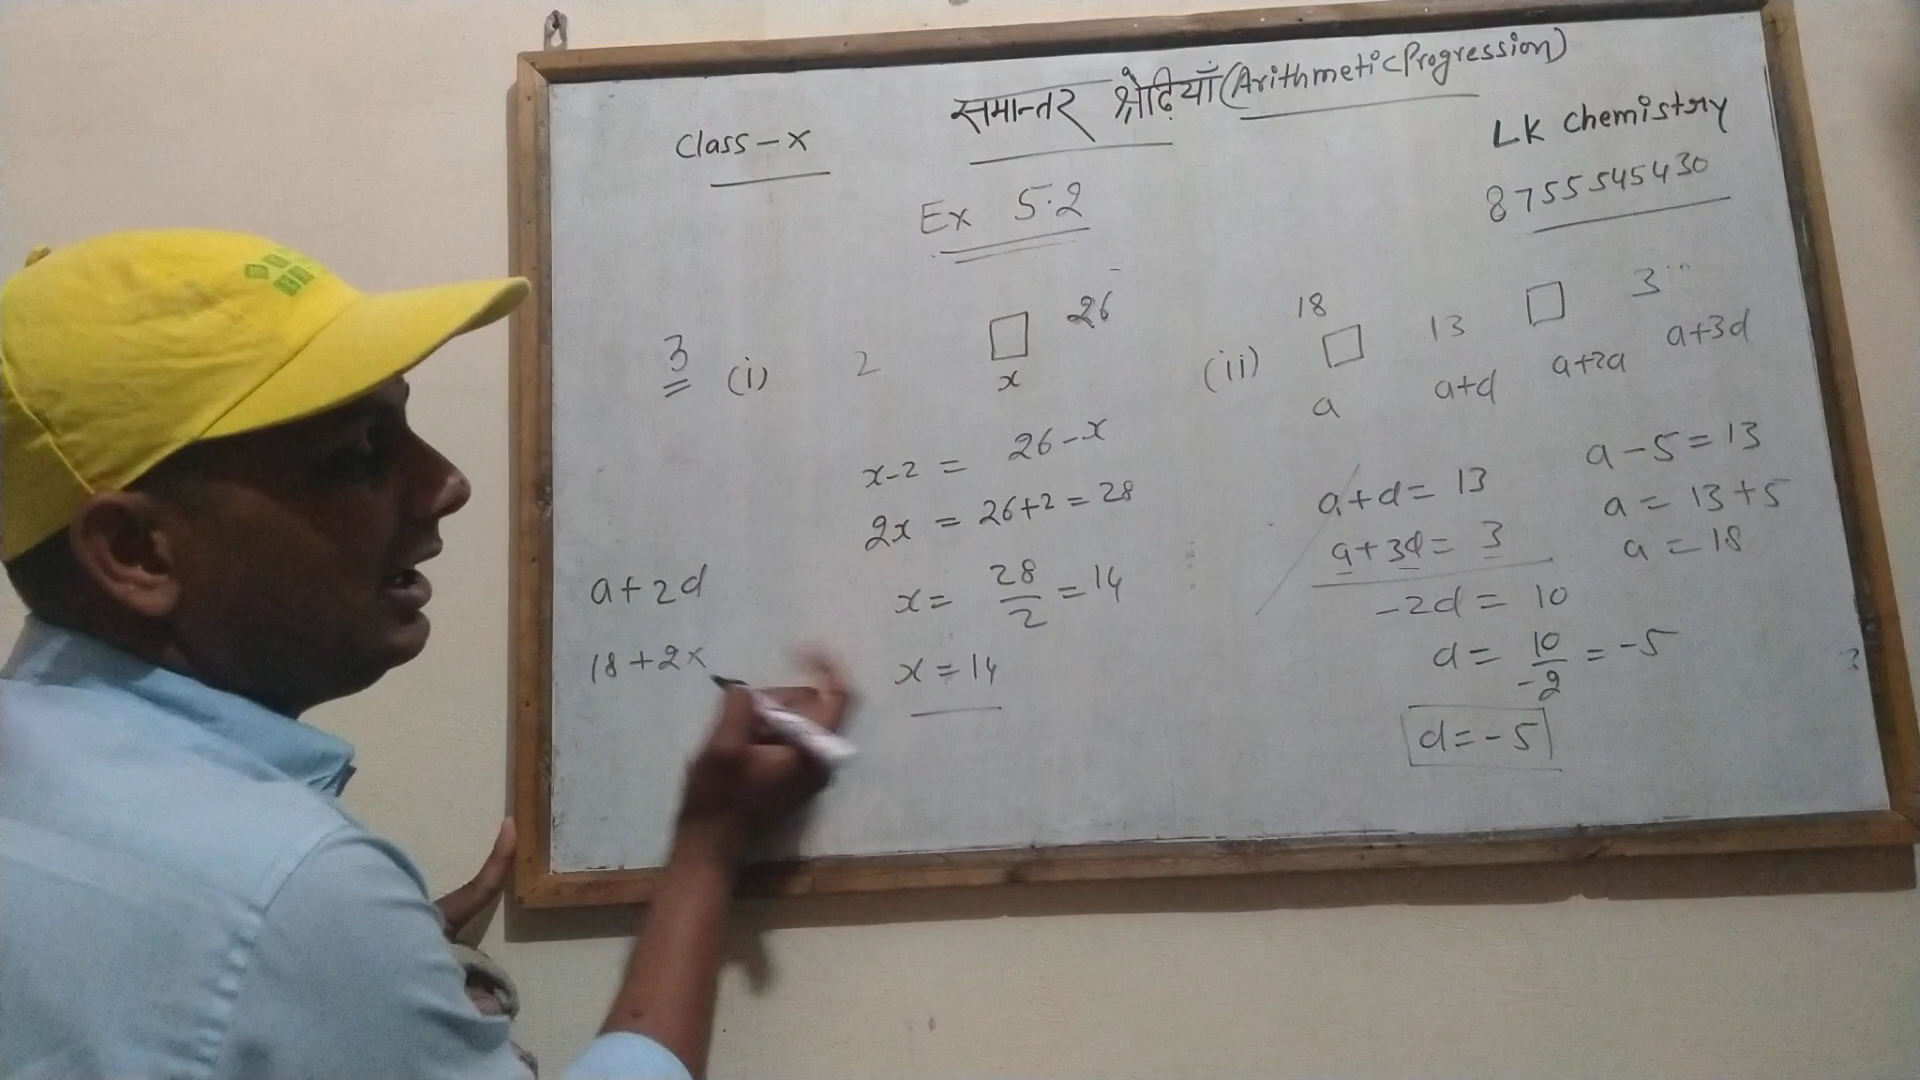 समान्तर श्रेढ़ियाँ (Arithmetic Progression)
Class - X
LK Chemistry
8755545430
Ex 5.2
3 (i) 2 □ 26
x
x-2 = 26-x
2x = 26+2 = 28
x = 28/2 = 14
x = 14
(ii) 18
□ 13 □ 3
a a+d a+2a a+3d
a+d = 13
a+3d = 3
-2d = 10
d = 10/-2 = -5
d = -5
a-5 = 13
a = 13+5
a = 18
a+2d
18+2x